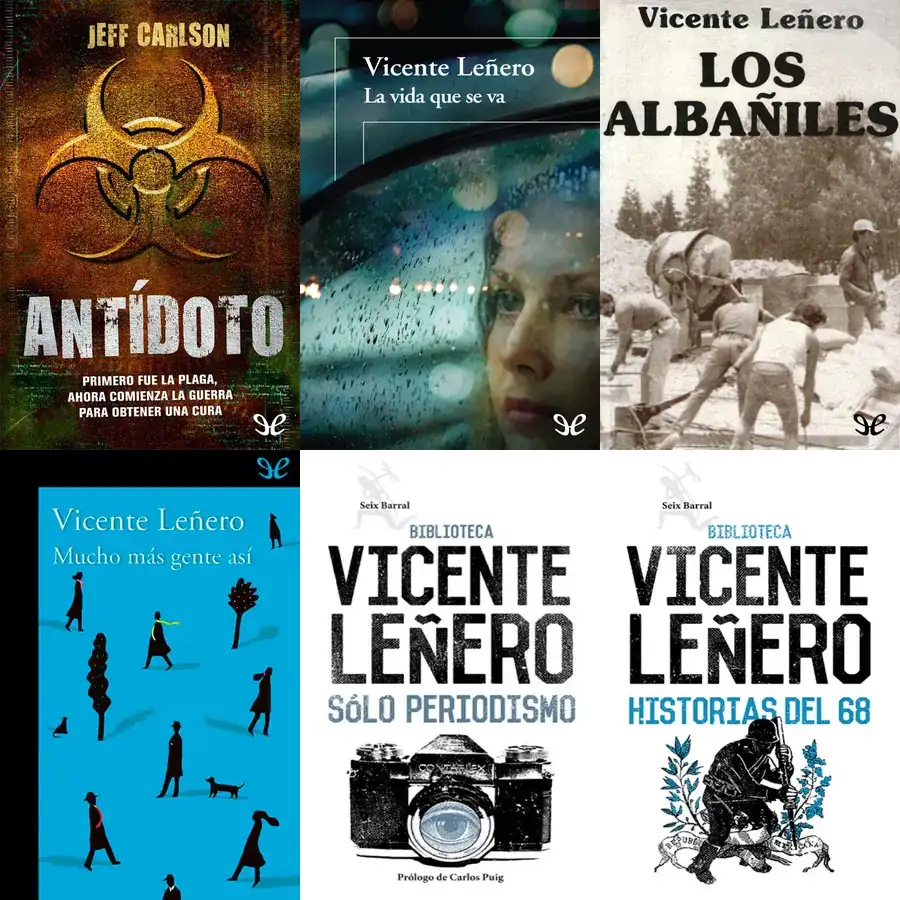 JEFF CARLSON
ANTÍDOTO
PRIMERO FUE LA PLAGA,
AHORA COMIENZA LA GUERRA
PARA OBTENER UNA CURA
Vicente Leñero
La vida que se va
Vicente Leñero
LOS
ALBAÑILES
Vicente Leñero
Mucho más gente así
Seix Barral
BIBLIOTECA
VICENTE
LEÑERO
SÓLO PERIODISMO
CONTAFLEX
Prólogo de Carlos Puig
Seix Barral
BIBLIOTECA
VICENTE
LEÑERO
HISTORIAS DEL 68
REPUBLICA MEXICANA